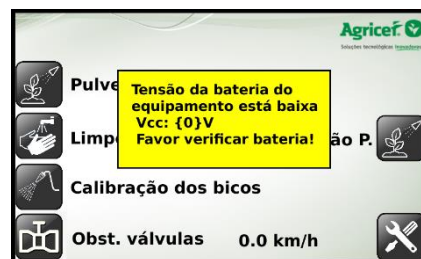 Agricef
Soluções tecnológicas inovadoras
Pulve
Tensão da bateria do
equipamento está baixa
Vcc: {0}V
Favor verificar bateria!
Limp
ão P.
Calibração dos bicos
Obst. válvulas
0.0 km/h